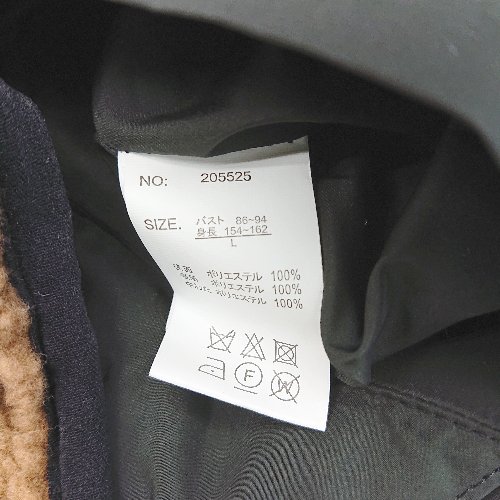 NO: 205525
SIZE. バスト 86~94
身長 154~162
L
ポリエステル 100%
ポリエステル 100%
ポリエステル 100%
F
W